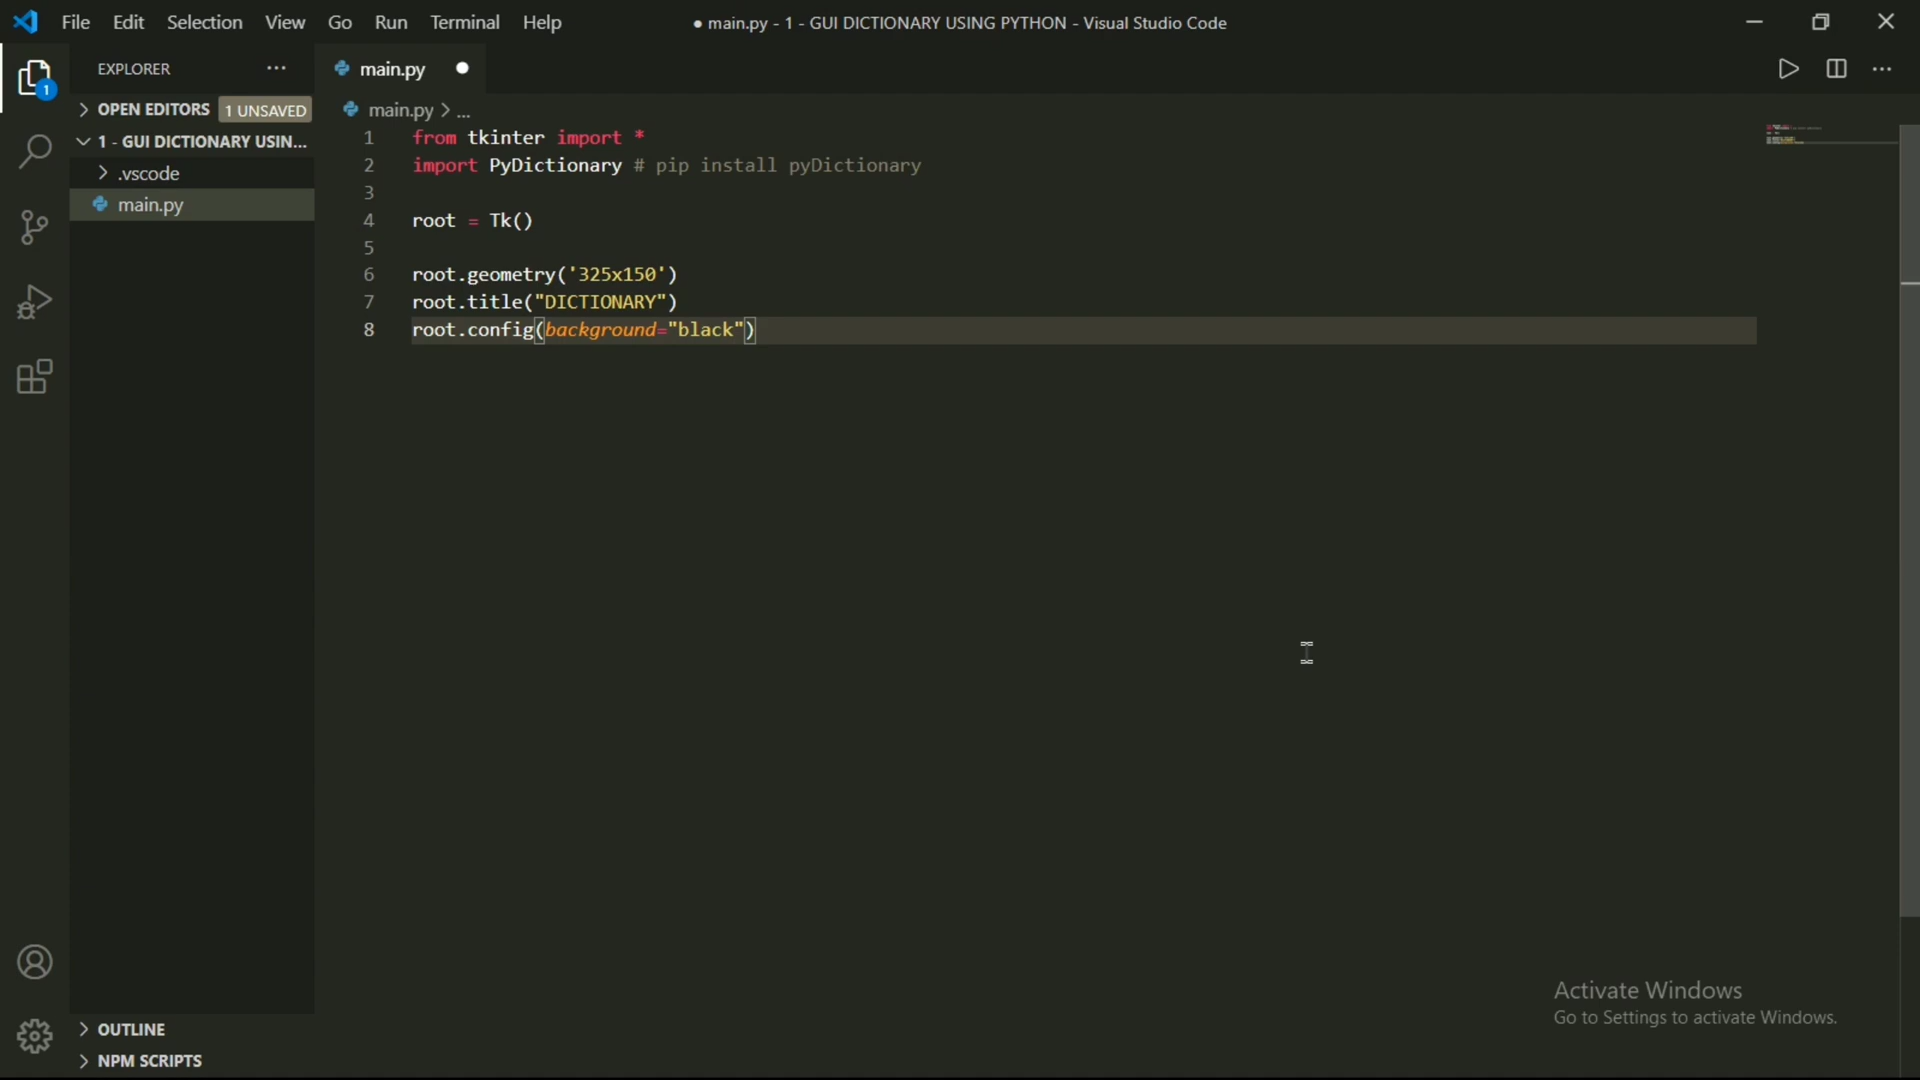 File Edit Selection View Go Run Terminal Help
● main.py - 1 - GUI DICTIONARY USING PYTHON - Visual Studio Code
EXPLORER ...
main.py
1
OPEN EDITORS 1 UNSAVED
main.py > ...
1 - GUI DICTIONARY USIN...
.vscode
main.py
1 from tkinter import *
2 import PyDictionary # pip install pyDictionary
3
4 root = Tk()
5
6 root.geometry('325x150')
7 root.title("DICTIONARY")
8 root.config(background="black")
Activate Windows
Go to Settings to activate Windows.
OUTLINE
NPM SCRIPTS